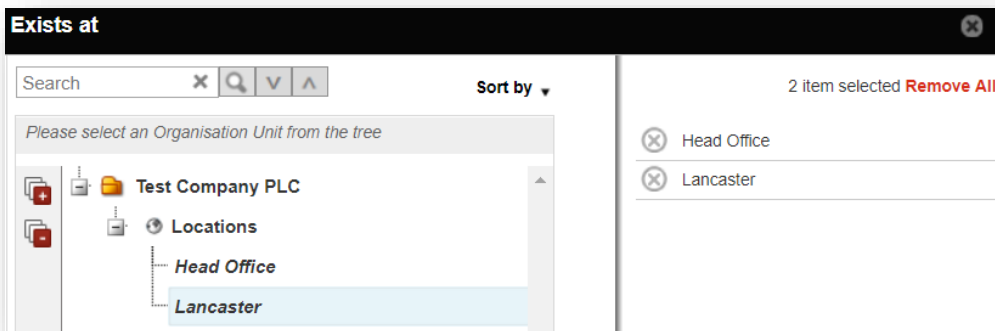 Exists at
Search
Sort by
Please select an Organisation Unit from the tree
Test Company PLC
Locations
Head Office
Lancaster
2 item selected Remove All
Head Office
Lancaster